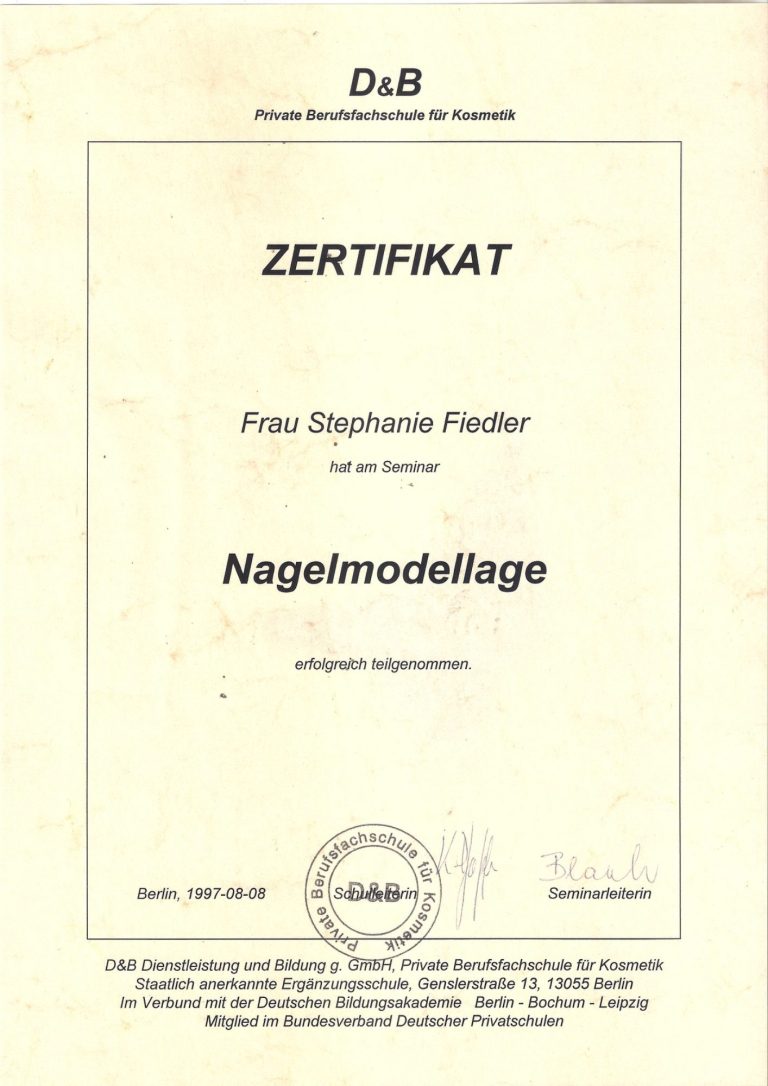 D&B
Private Berufsfachschule für Kosmetik
ZERTIFIKAT
Frau Stephanie Fiedler
hat am Seminar
Nagelmodellage
erfolgreich teilgenommen.
Private Berufsfachschule für Kosmetik
D&B
Berlin, 1997-08-08 Schulleiterin Seminarleiterin
D&B Dienstleistung und Bildung g. GmbH, Private Berufsfachschule für Kosmetik
Staatlich anerkannte Ergänzungsschule, Genslerstraße 13, 13055 Berlin
Im Verbund mit der Deutschen Bildungsakademie Berlin - Bochum - Leipzig
Mitglied im Bundesverband Deutscher Privatschulen